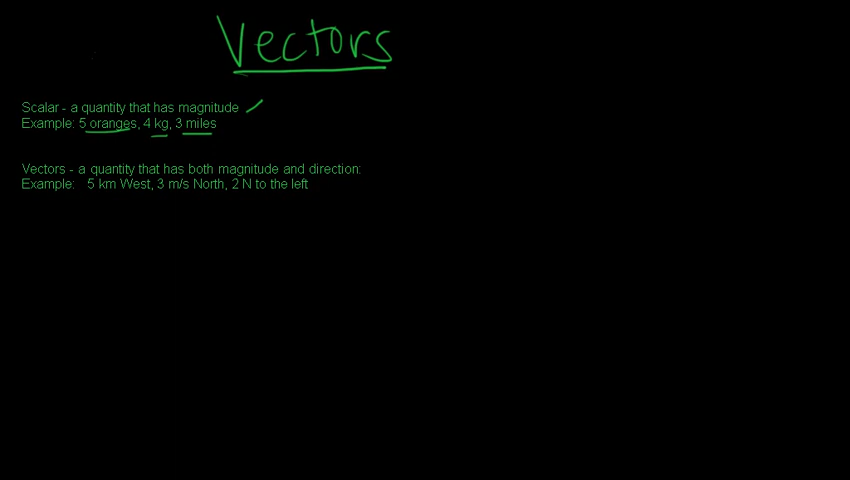 Vectors
Scalar - a quantity that has magnitude
Example: 5 oranges, 4 kg, 3 miles
Vectors - a quantity that has both magnitude and direction:
Example: 5 km West, 3 m/s North, 2 N to the left